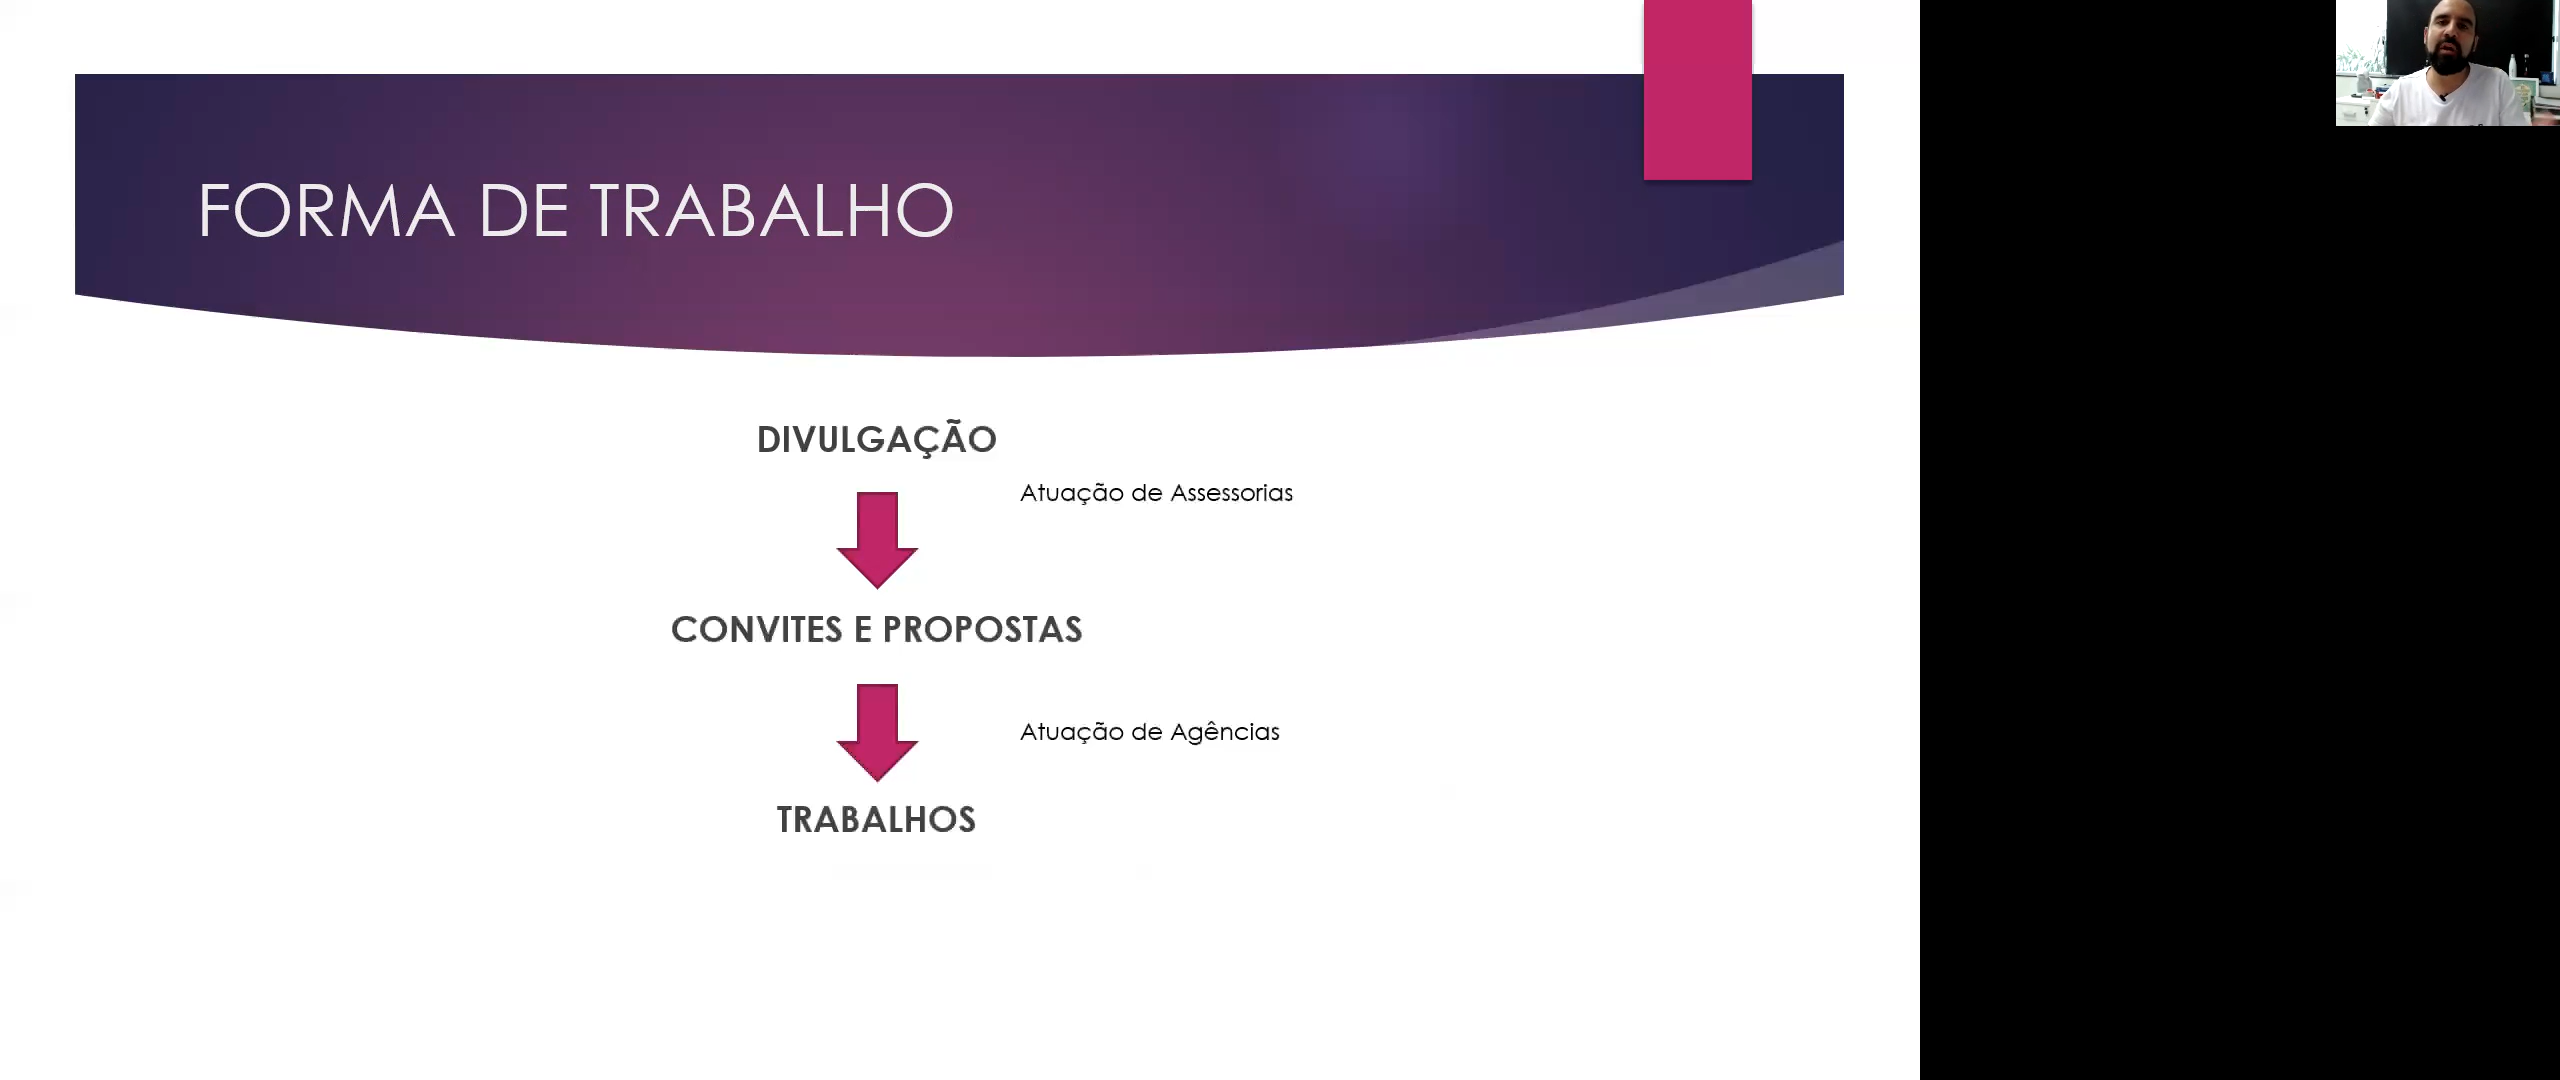 FORMA DE TRABALHO
DIVULGAÇÃO
Atuação de Assessorias
CONVITES E PROPOSTAS
Atuação de Agências
TRABALHOS